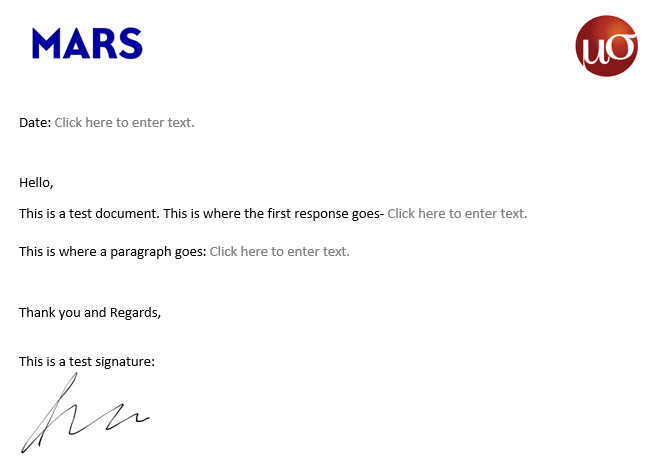 MARS
μσ
Date: Click here to enter text.
Hello,
This is a test document. This is where the first response goes- Click here to enter text.
This is where a paragraph goes: Click here to enter text.
Thank you and Regards,
This is a test signature: